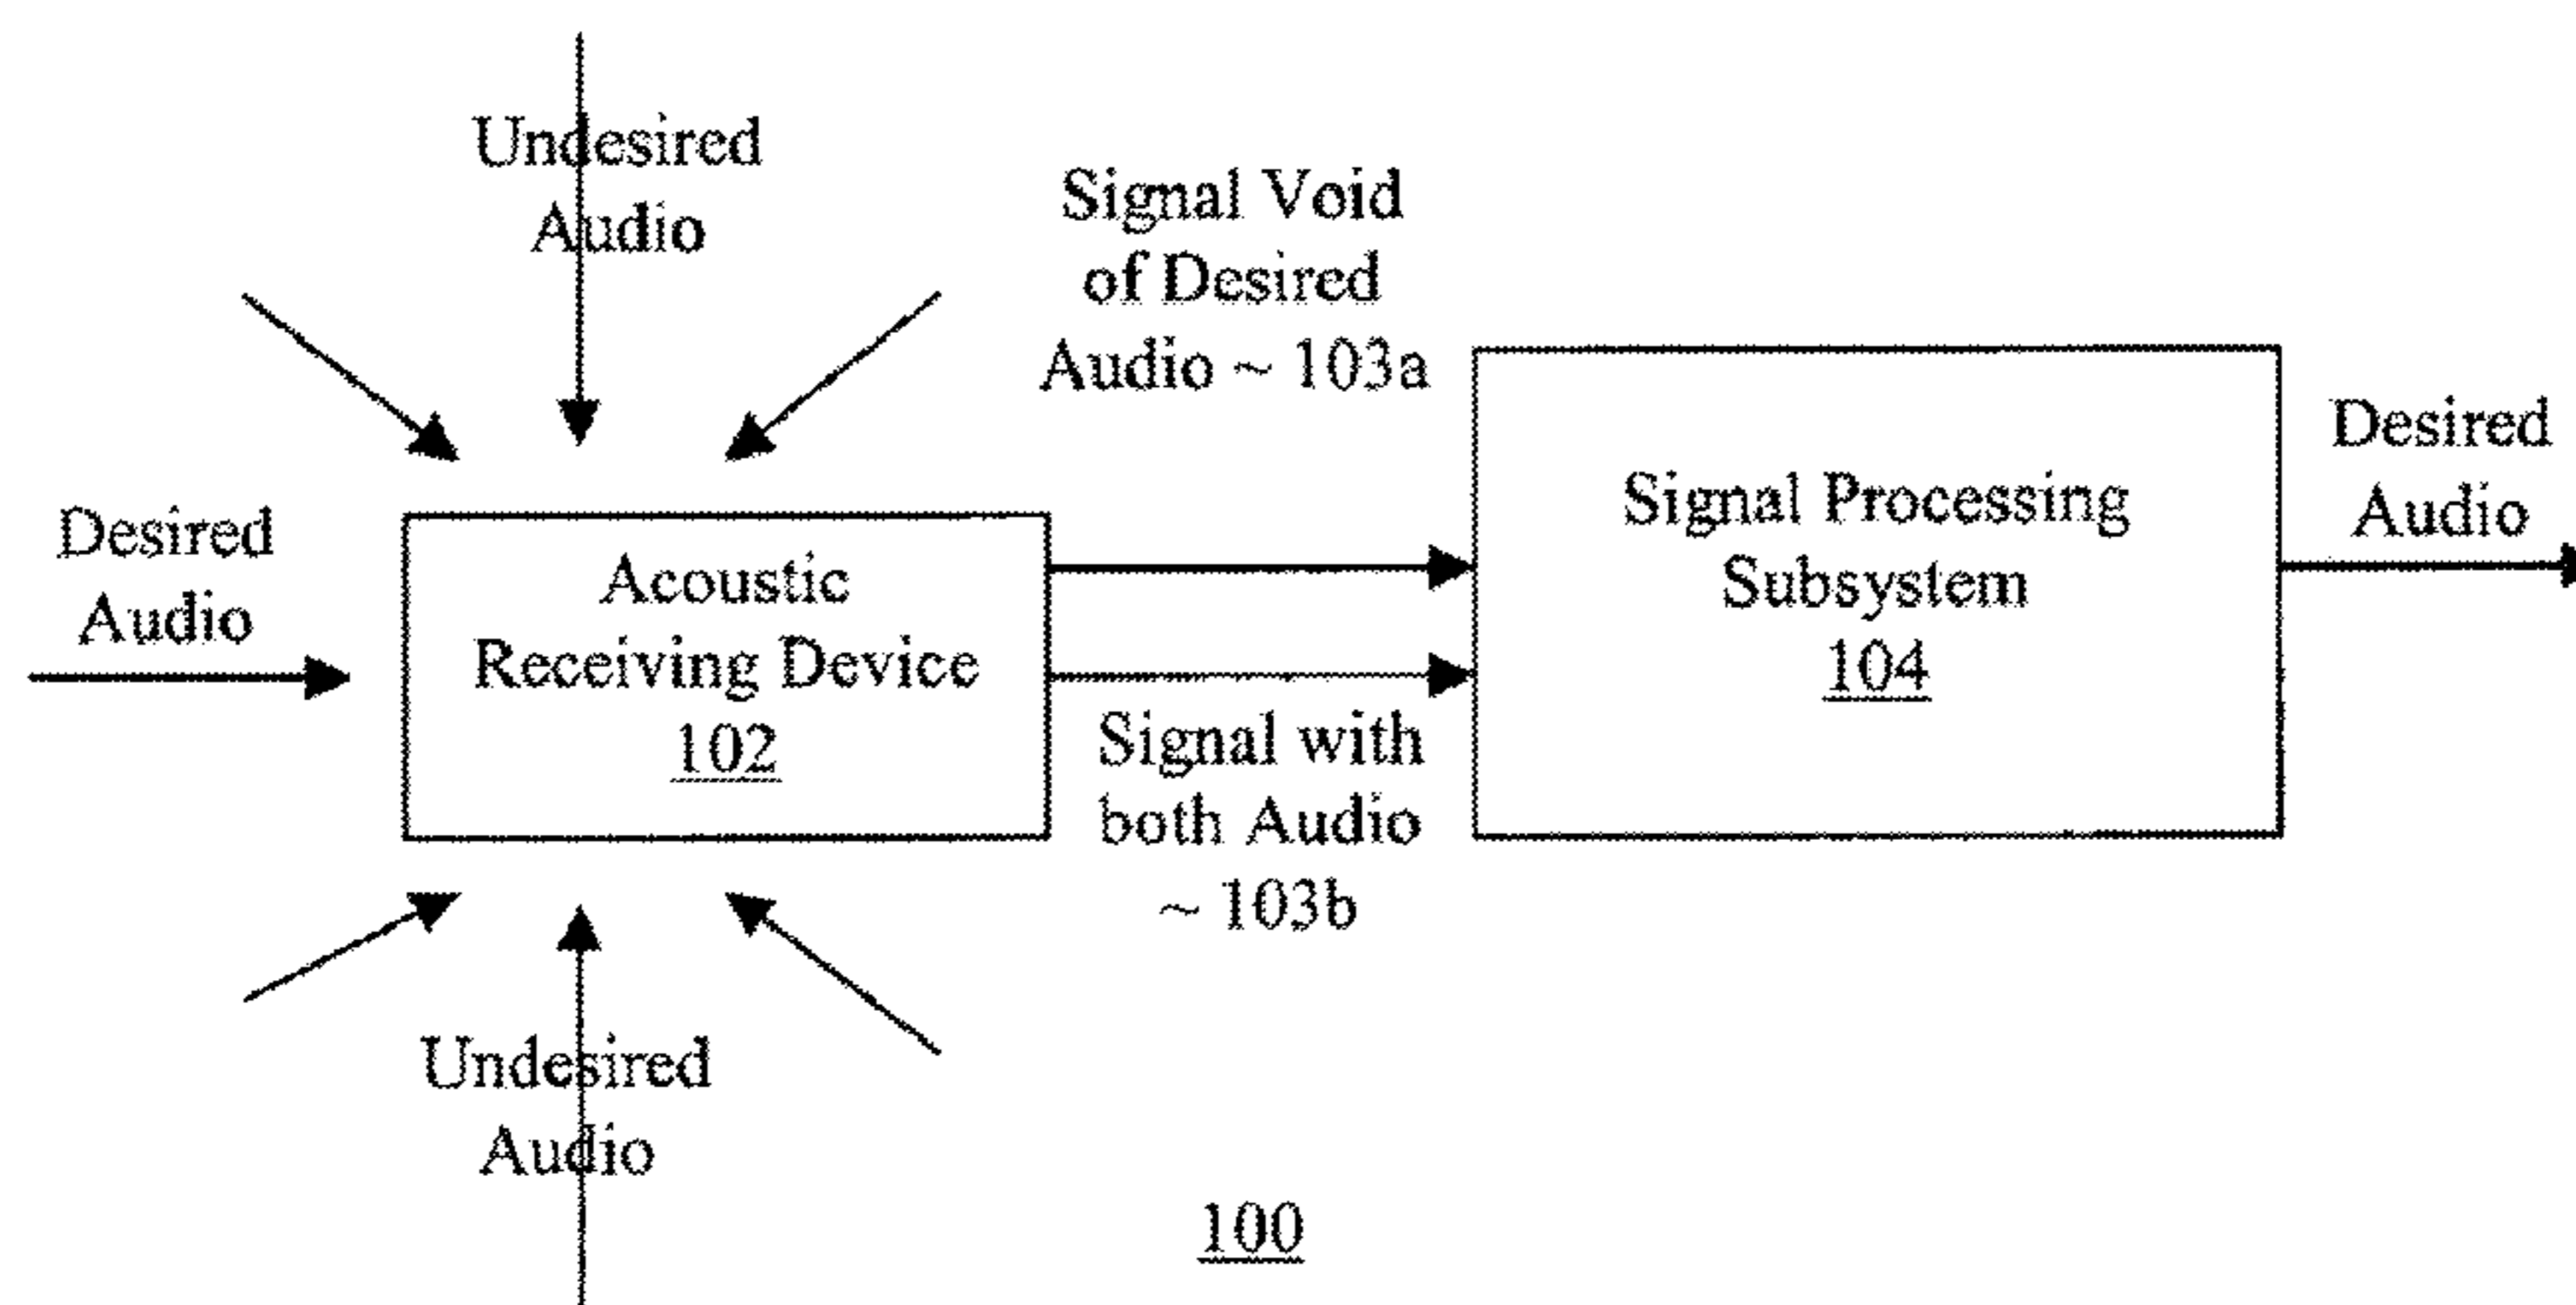 Undesired
Audio
Signal Void
of Desired
Audio ~ 103a
Desired
Audio
Acoustic
Receiving Device
102
Signal Processing
Subsystem
104
Desired
Audio
Signal with
both Audio
~ 103b
Undesired
Audio
100